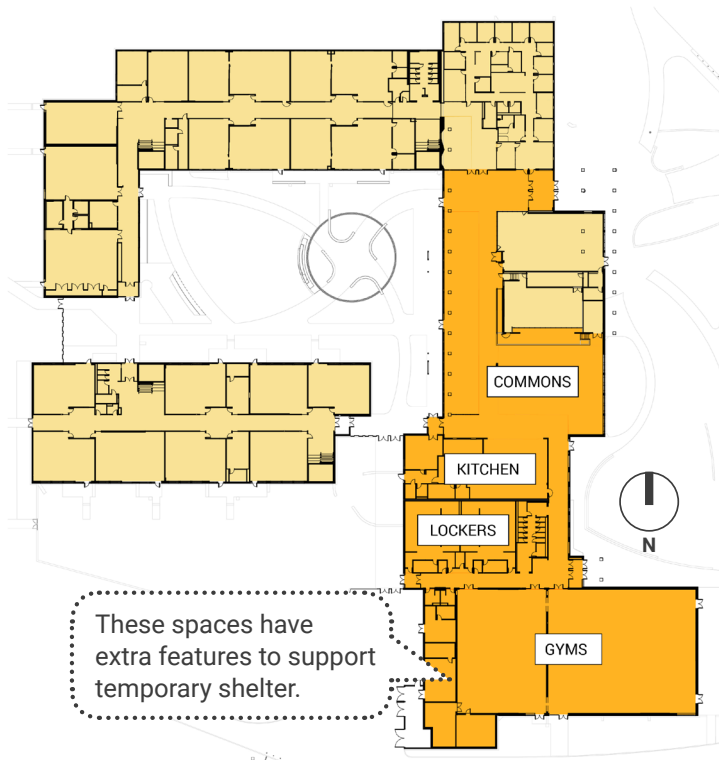 COMMONS
KITCHEN
LOCKERS
N
These spaces have
extra features to support
temporary shelter.
GYMS